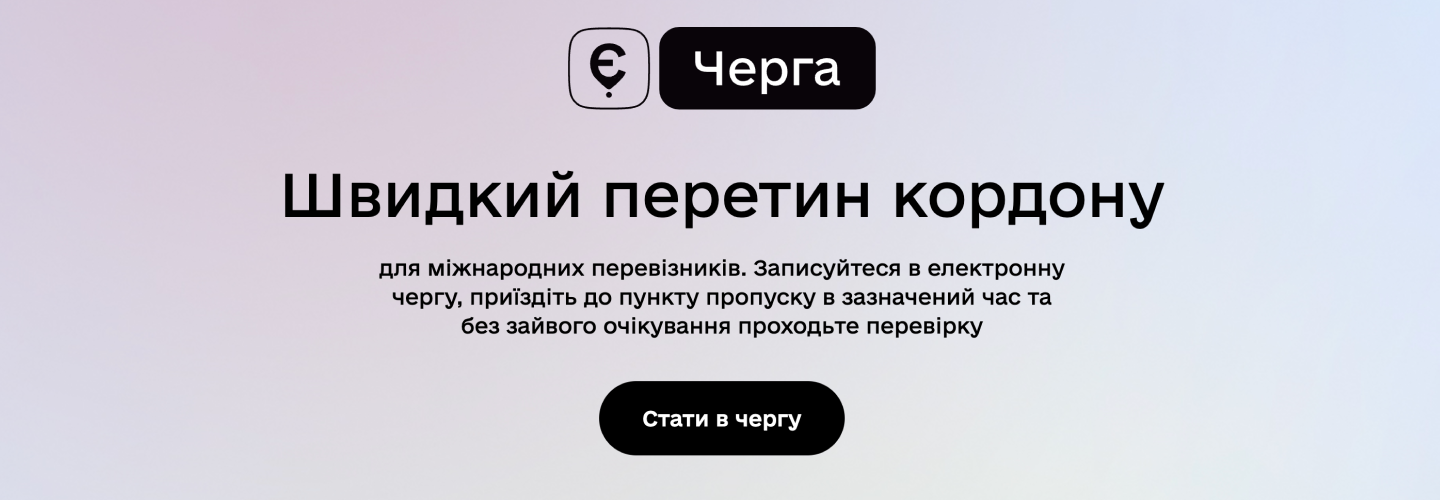 Є Черга
Швидкий перетин кордону
для міжнародних перевізників. Записуйтеся в електронну
чергу, приїздіть до пункту пропуску в зазначений час та
без зайвого очікування проходьте перевірку
Стати в чергу